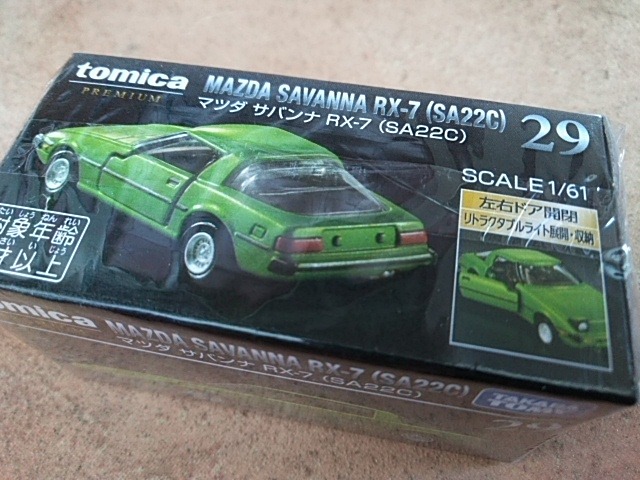 tomica
PREMIUM
MAZDA SAVANNA RX-7 (SA22C)
マツダ サバンナ RX-7 (SA22C)
29
SCALE 1/61
左右ドア開閉
リトラクタブルライト展開・収納
対象年齢
以上
tomica
MAZDA SAVANNA RX-7 (SA22C)
マツダ サバンナ RX-7 (SA22C)
TAKARA
29